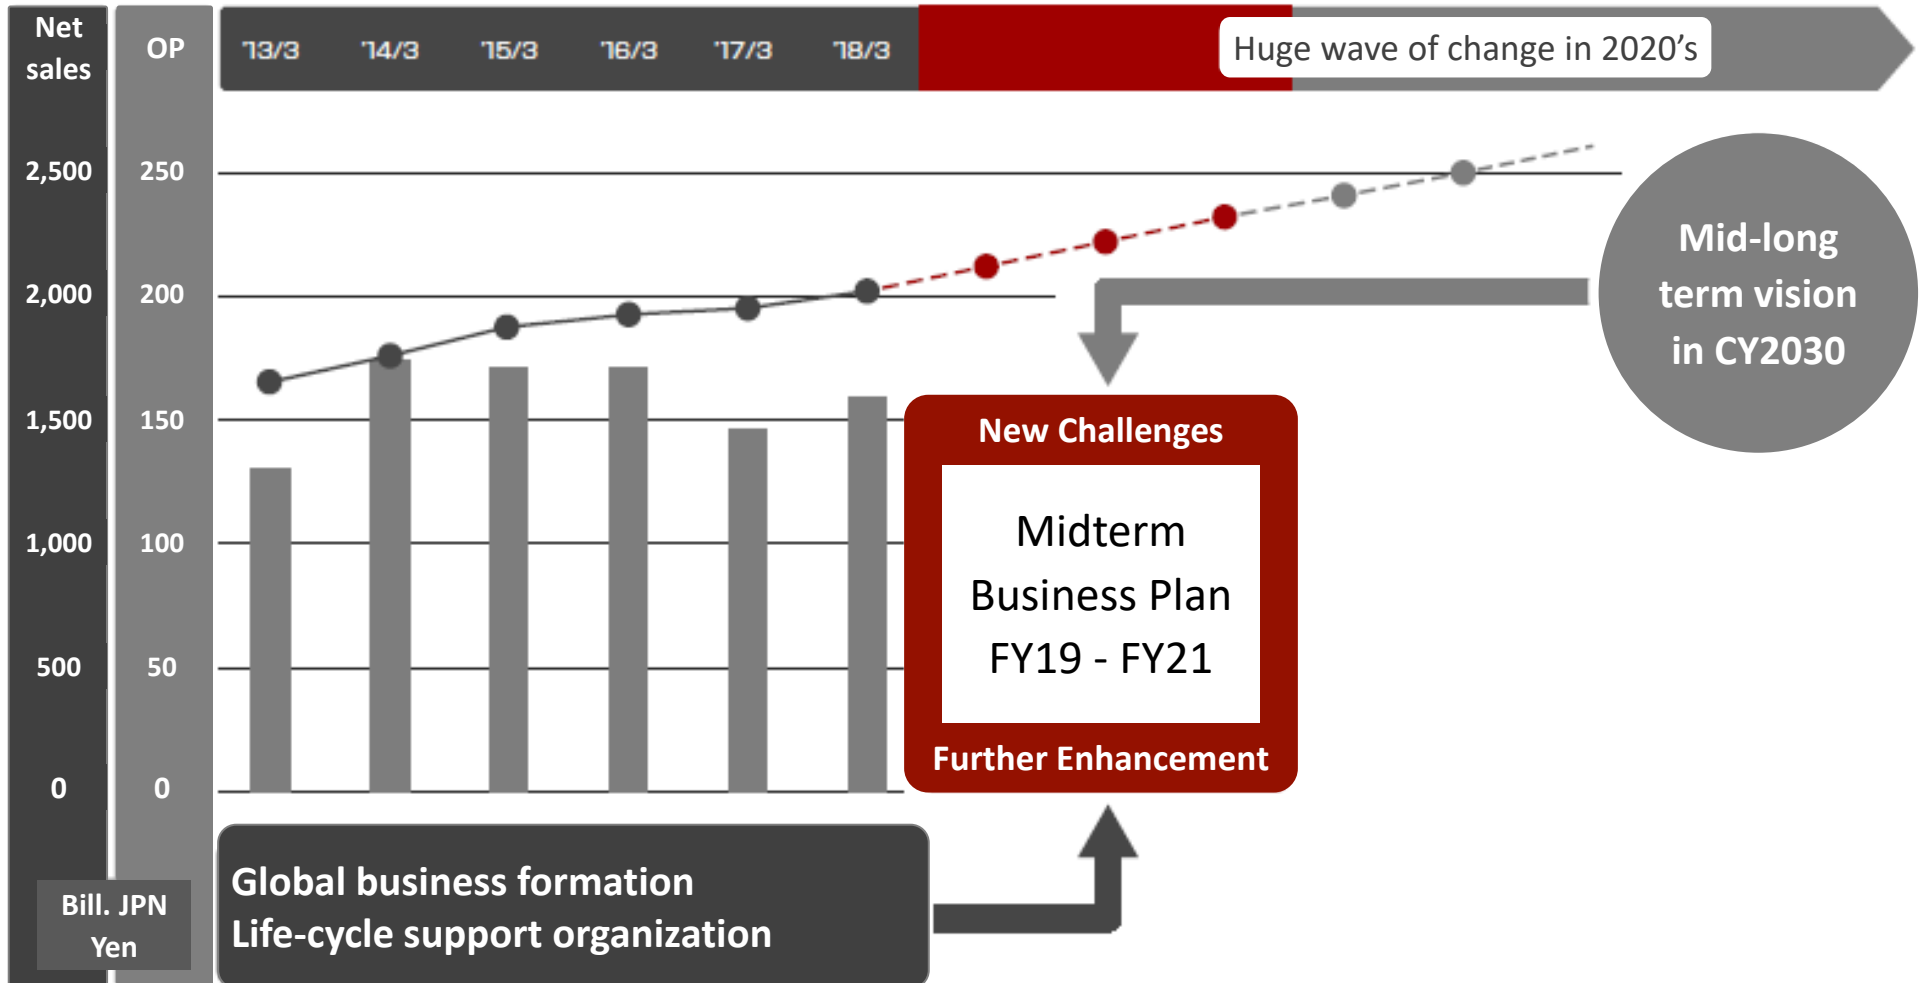 Net
sales
OP
'13/3
'14/3
'15/3
'16/3
'17/3
'18/3
Huge wave of change in 2020’s
2,500
250
2,000
200
1,500
150
1,000
100
500
50
0
0
Mid-long
term vision
in CY2030
New Challenges
Midterm
Business Plan
FY19 - FY21
Further Enhancement
Global business formation
Life-cycle support organization
Bill. JPN
Yen